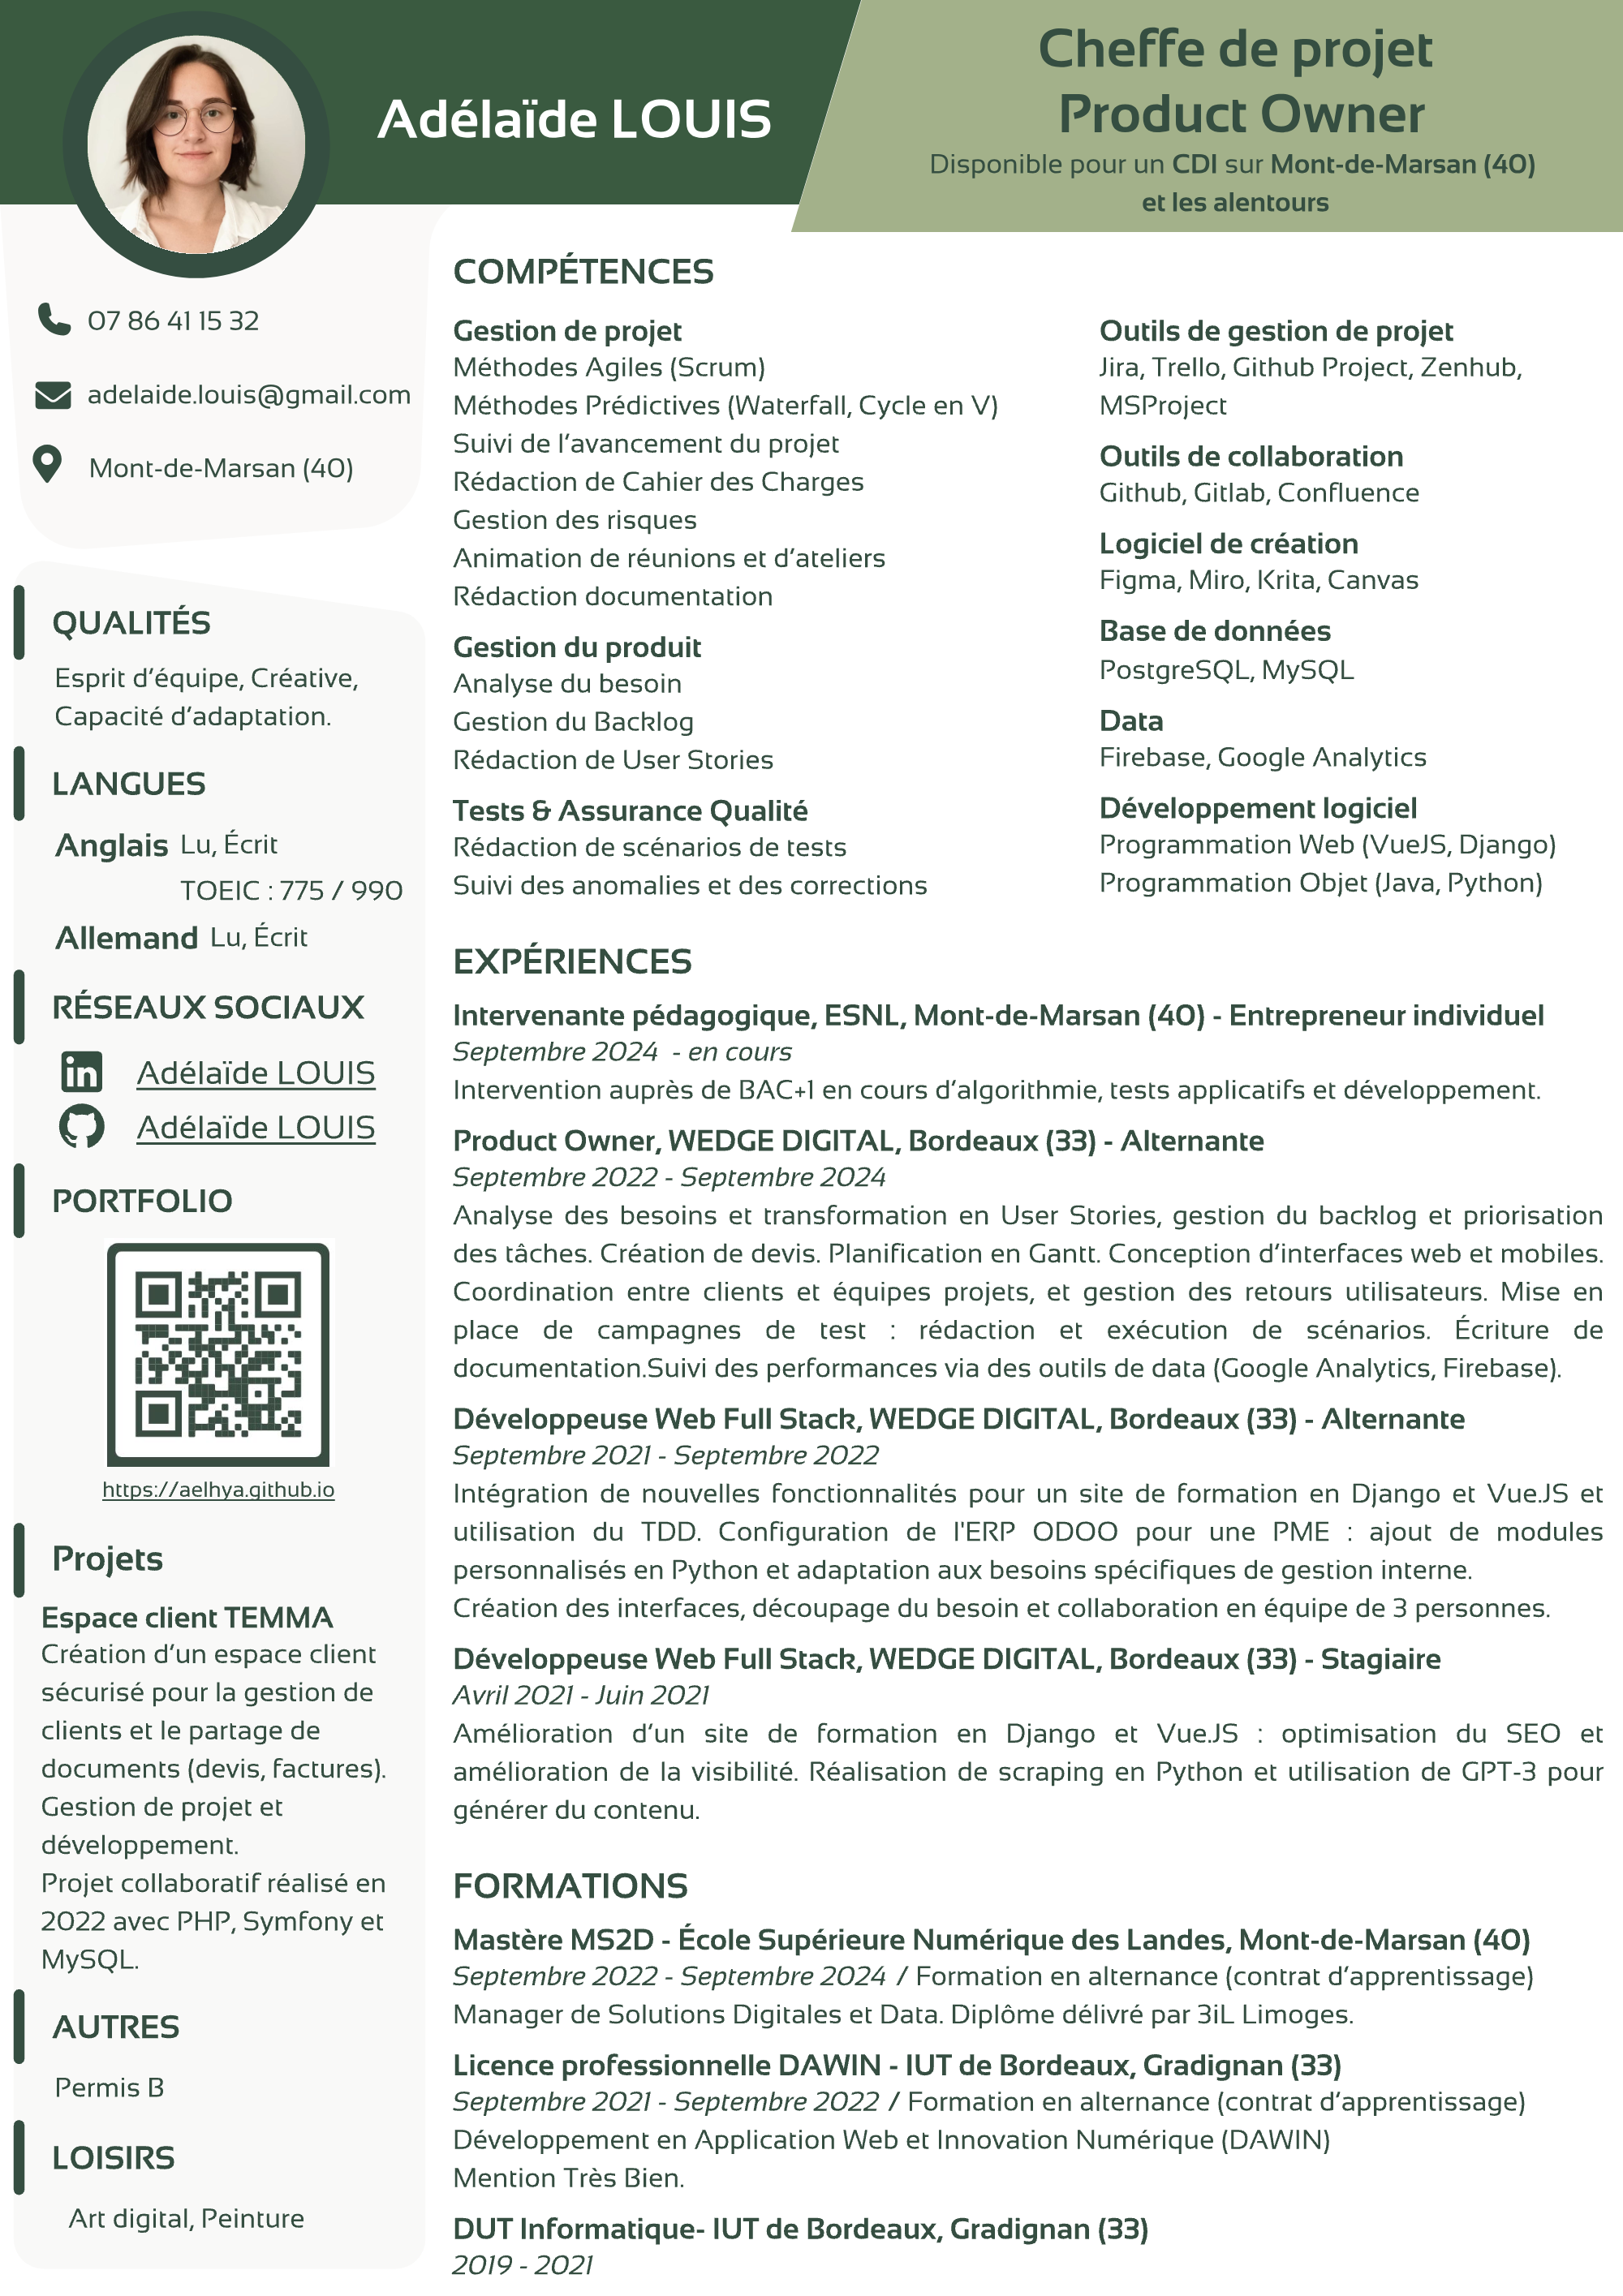 Adélaïde LOUIS
Cheffe de projet
Product Owner
Disponible pour un CDI sur Mont-de-Marsan (40)
et les alentours
07 86 41 15 32
adelaide.louis@gmail.com
Mont-de-Marsan (40)
QUALITÉS
Esprit d'équipe, Créative,
Capacité d'adaptation.
LANGUES
Anglais Lu, Écrit
TOEIC : 775 / 990
Allemand Lu, Écrit
RÉSEAUX SOCIAUX
Adélaïde LOUIS
Adélaïde LOUIS
PORTFOLIO
https://aelhya.github.io
Projets
Espace client TEMMA
Création d'un espace client
sécurisé pour la gestion de
clients et le partage de
documents (devis, factures).
Gestion de projet et
développement.
Projet collaboratif réalisé en
2022 avec PHP, Symfony et
MySQL.
AUTRES
Permis B
LOISIRS
Art digital, Peinture
COMPÉTENCES
Gestion de projet
Méthodes Agiles (Scrum)
Méthodes Prédictives (Waterfall, Cycle en V)
Suivi de l'avancement du projet
Rédaction de Cahier des Charges
Gestion des risques
Animation de réunions et d'ateliers
Rédaction documentation
Gestion du produit
Analyse du besoin
Gestion du Backlog
Rédaction de User Stories
Tests & Assurance Qualité
Rédaction de scénarios de tests
Suivi des anomalies et des corrections
Outils de gestion de projet
Jira, Trello, Github Project, Zenhub,
MSProject
Outils de collaboration
Github, Gitlab, Confluence
Logiciel de création
Figma, Miro, Krita, Canvas
Base de données
PostgreSQL, MySQL
Data
Firebase, Google Analytics
Développement logiciel
Programmation Web (VueJS, Django)
Programmation Objet (Java, Python)
EXPÉRIENCES
Intervenante pédagogique, ESNL, Mont-de-Marsan (40) - Entrepreneur individuel
Septembre 2024 - en cours
Intervention auprès de BAC+1 en cours d'algorithmie, tests applicatifs et développement.
Product Owner, WEDGE DIGITAL, Bordeaux (33) - Alternante
Septembre 2022 - Septembre 2024
Analyse des besoins et transformation en User Stories, gestion du backlog et priorisation
des tâches. Création de devis. Planification en Gantt. Conception d'interfaces web et mobiles.
Coordination entre clients et équipes projets, et gestion des retours utilisateurs. Mise en
place de campagnes de test : rédaction et exécution de scénarios. Écriture de
documentation.Suivi des performances via des outils de data (Google Analytics, Firebase).
Développeuse Web Full Stack, WEDGE DIGITAL, Bordeaux (33) - Alternante
Septembre 2021 - Septembre 2022
Intégration de nouvelles fonctionnalités pour un site de formation en Django et VueJS et
utilisation du TDD. Configuration de l'ERP ODOO pour une PME : ajout de modules
personnalisés en Python et adaptation aux besoins spécifiques de gestion interne.
Création des interfaces, découpage du besoin et collaboration en équipe de 3 personnes.
Développeuse Web Full Stack, WEDGE DIGITAL, Bordeaux (33) - Stagiaire
Avril 2021 - Juin 2021
Amélioration d'un site de formation en Django et VueJS : optimisation du SEO et
amélioration de la visibilité. Réalisation de scraping en Python et utilisation de GPT-3 pour
générer du contenu.
FORMATIONS
Mastère MS2D - École Supérieure Numérique des Landes, Mont-de-Marsan (40)
Septembre 2022 - Septembre 2024 / Formation en alternance (contrat d'apprentissage)
Manager de Solutions Digitales et Data. Diplôme délivré par 3iL Limoges.
Licence professionnelle DAWIN - IUT de Bordeaux, Gradignan (33)
Septembre 2021 - Septembre 2022 / Formation en alternance (contrat d'apprentissage)
Développement en Application Web et Innovation Numérique (DAWIN)
Mention Très Bien.
DUT Informatique- IUT de Bordeaux, Gradignan (33)
2019 - 2021